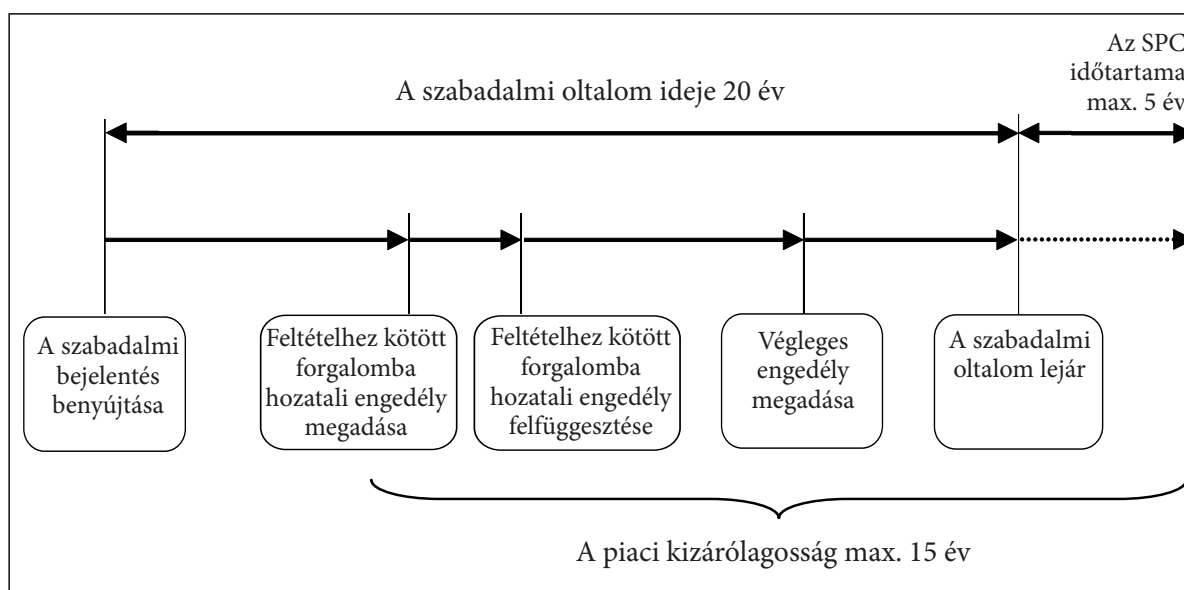 Az SPC
időtartama
max. 5 év
A szabadalmi oltalom ideje 20 év
A szabadalmi
bejelentés
benyújtása
Feltételhez kötött
forgalomba
hozatali engedély
megadása
Feltételhez kötött
forgalomba
hozatali engedély
felfüggesztése
Végleges
engedély
megadása
A szabadalmi
oltalom lejár
A piaci kizárólagosság max. 15 év